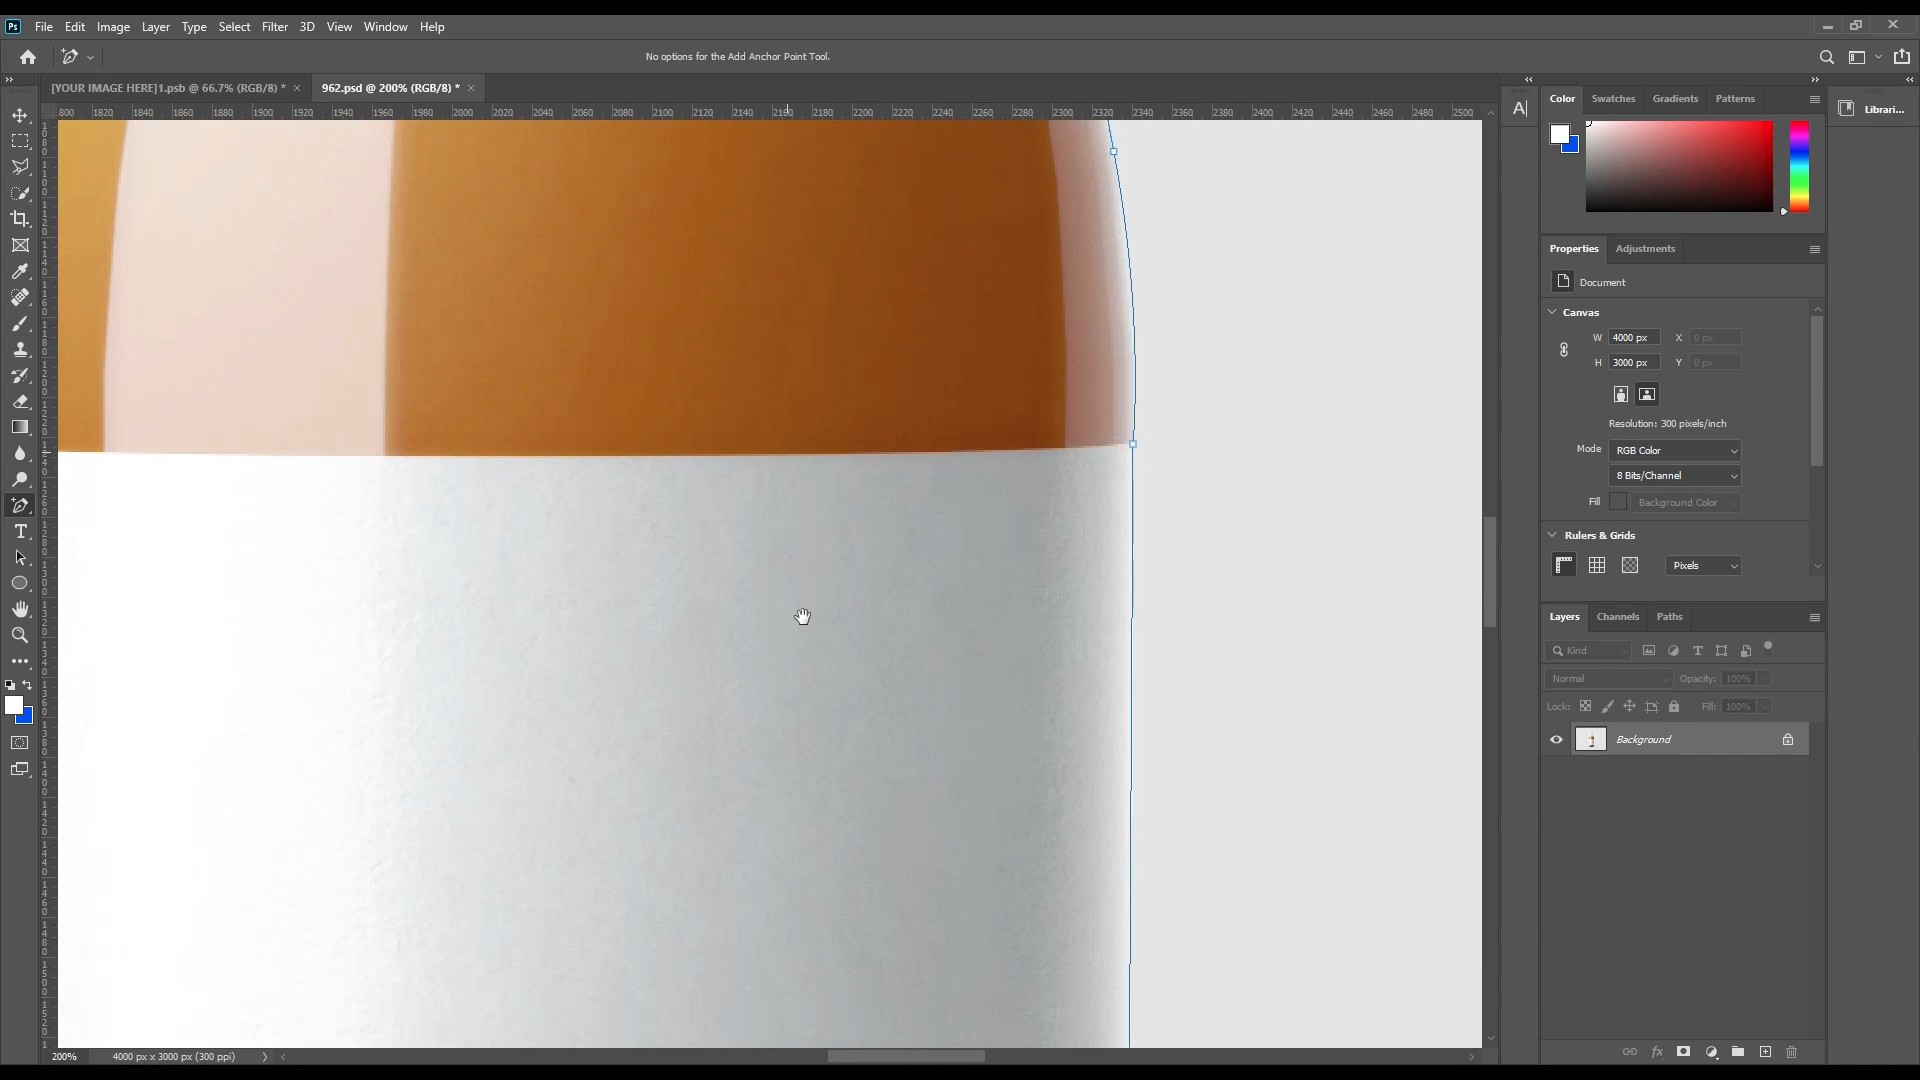 Ps File Edit Image Layer Type Select Filter 3D View Window Help
No options for the Add Anchor Point Tool.
[YOUR IMAGE HERE]1.psb @ 66.7% (RGB/8) * × 962.psd @ 200% (RGB/8) * ×
800 1820 1840 1860 1880 1900 1920 1940 1960 1980 2000 2020 2040 2060 2080 2100 2120 2140 2160 2180 2200 2220 2240 2260 2280 2300 2320 2340 2360 2380 2400 2420 2440 2460 2480 2500
A
Color Swatches Gradients Patterns
Librari...
Properties Adjustments
Document
Canvas
W 4000 px X 0 px
H 3000 px Y 0 px
Resolution: 300 pixels/inch
Mode RGB Color
8 Bits/Channel
Fill Background Color
Rulers & Grids
Pixels
Layers Channels Paths
Kind
Normal Opacity: 100%
Lock: Fill: 100%
Background
fx
200% 4000 px x 3000 px (300 ppi)